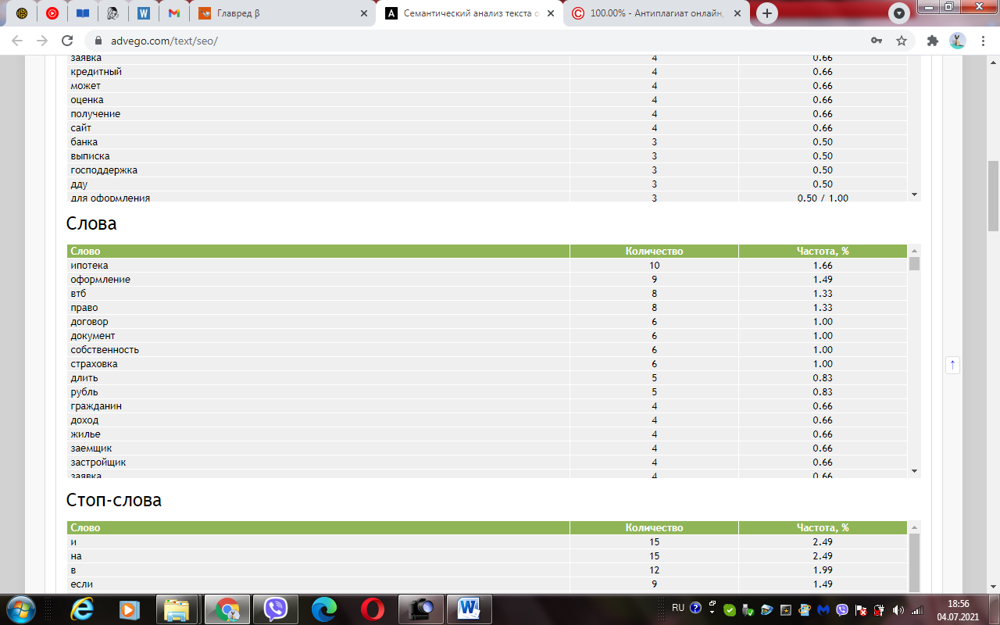 Главред β
Семантический анализ текста о
100.00% - Антиплагиат онлайн,
advego.com/text/seo/
заявка 4 0.66
кредитный 4 0.66
может 4 0.66
оценка 4 0.66
получение 4 0.66
сайт 4 0.66
банка 3 0.50
выписка 3 0.50
господдержка 3 0.50
дду 3 0.50
для оформления 3 0.50 / 1.00
Слова
Слово Количество Частота, %
ипотека 10 1.66
оформление 9 1.49
втб 8 1.33
право 8 1.33
договор 6 1.00
документ 6 1.00
собственность 6 1.00
страховка 6 1.00
длить 5 0.83
рубль 5 0.83
гражданин 4 0.66
доход 4 0.66
жилье 4 0.66
заемщик 4 0.66
застройщик 4 0.66
заявка 4 0.66
Стоп-слова
Слово Количество Частота, %
и 15 2.49
на 15 2.49
в 12 1.99
если 9 1.49
RU 18:56
04.07.2021